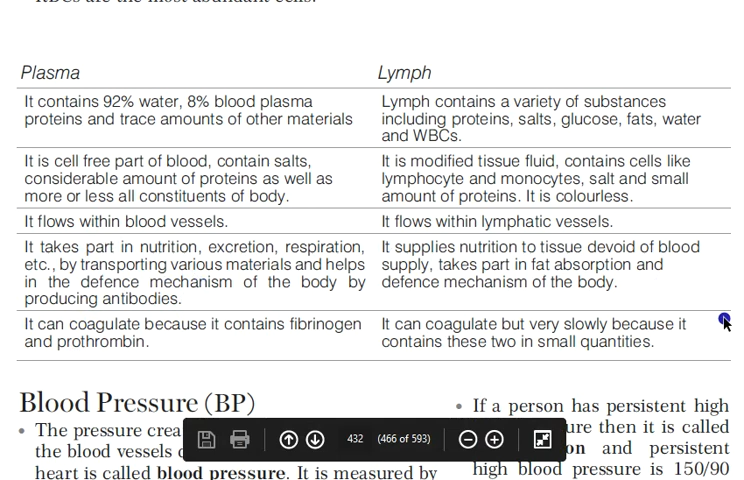 RBCs are the most abundant cells.
Plasma
Lymph
It contains 92% water, 8% blood plasma
proteins and trace amounts of other materials
Lymph contains a variety of substances
including proteins, salts, glucose, fats, water
and WBCs.
It is cell free part of blood, contain salts,
considerable amount of proteins as well as
more or less all constituents of body.
It is modified tissue fluid, contains cells like
lymphocyte and monocytes, salt and small
amount of proteins. It is colourless.
It flows within blood vessels.
It flows within lymphatic vessels.
It takes part in nutrition, excretion, respiration,
etc., by transporting various materials and helps
in the defence mechanism of the body by
producing antibodies.
It supplies nutrition to tissue devoid of blood
supply, takes part in fat absorption and
defence mechanism of the body.
It can coagulate because it contains fibrinogen
and prothrombin.
It can coagulate but very slowly because it
contains these two in small quantities.
Blood Pressure (BP)
• The pressure crea
the blood vessels
heart is called blood pressure. It is measured by
• If a person has persistent high
ure then it is called
on and persistent
high blood pressure is 150/90
432 (466 of 593)